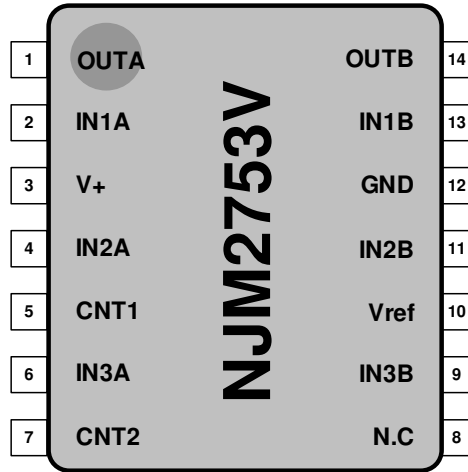 1 OUTA OUTB 14
2 IN1A IN1B 13
3 V+ GND 12
4 IN2A IN2B 11
5 CNT1 Vref 10
6 IN3A IN3B 9
7 CNT2 N.C 8
NJM2753V